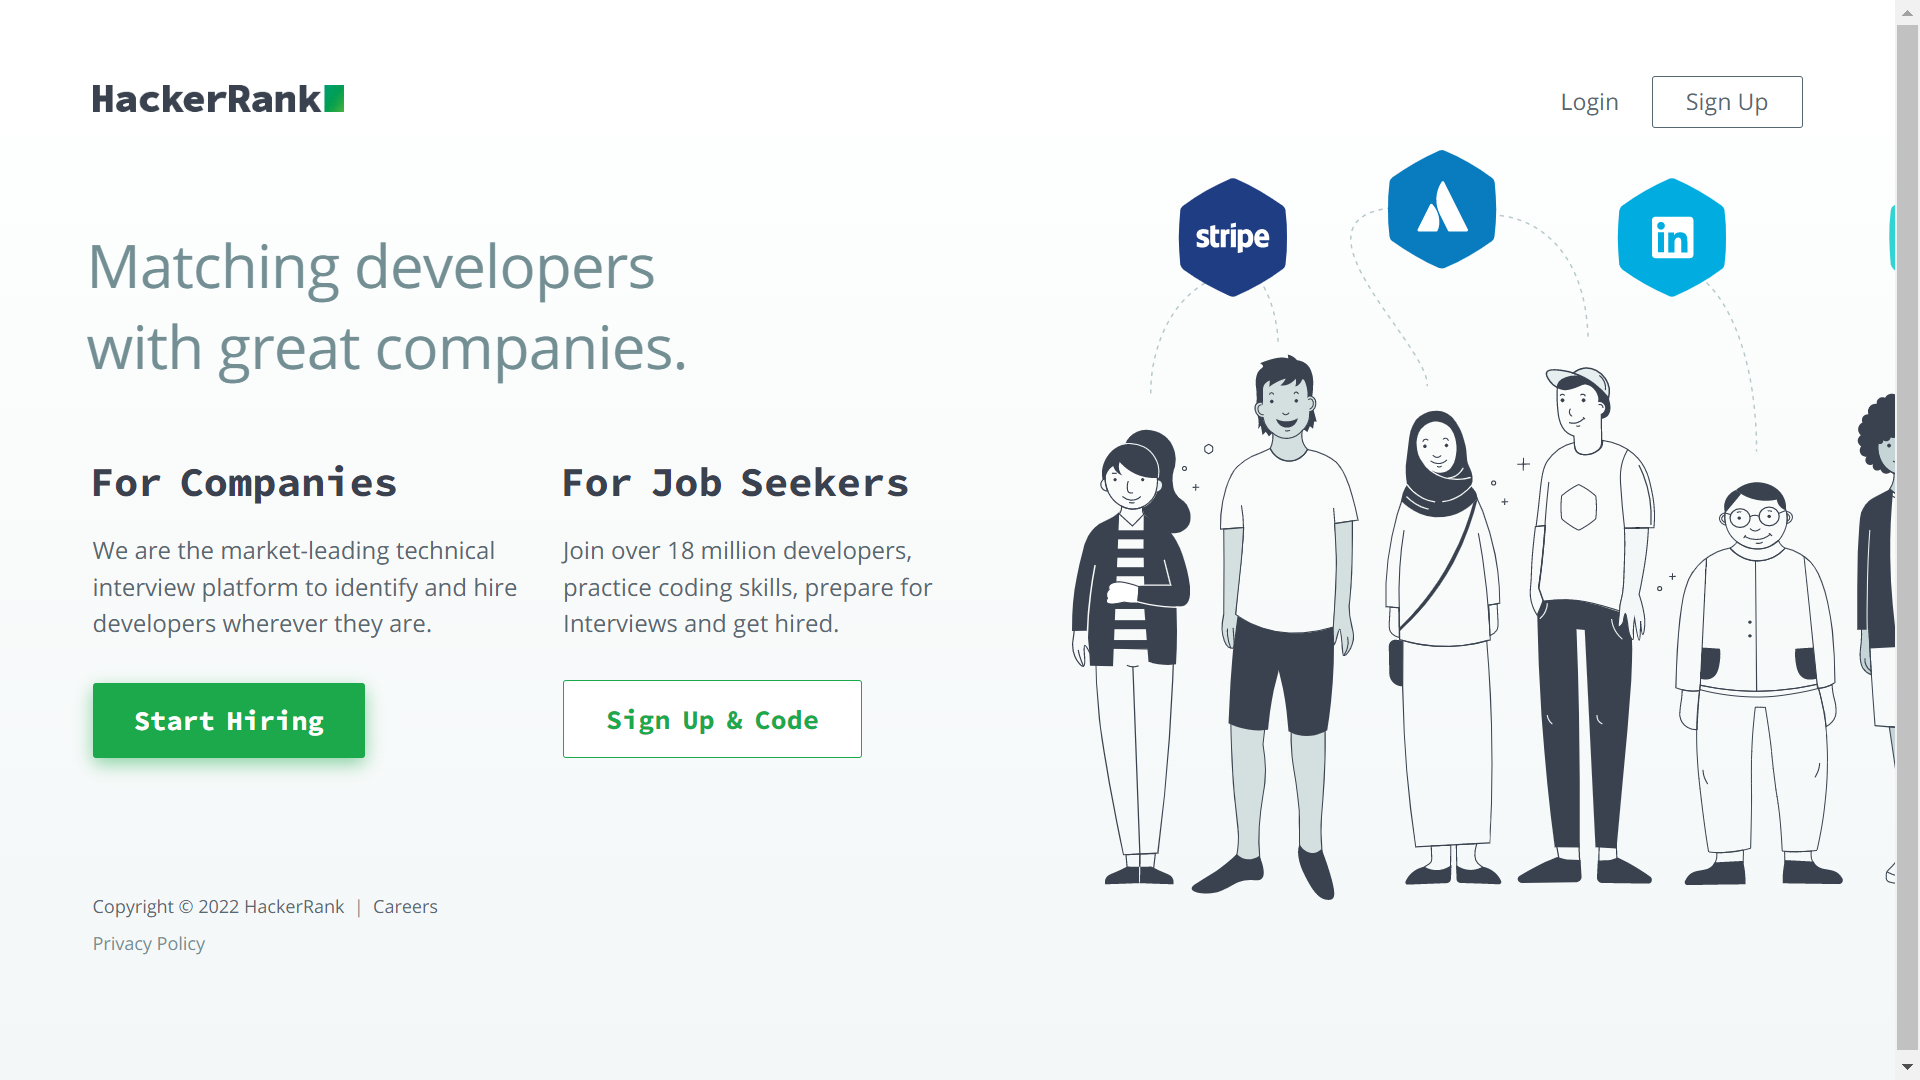 HackerRank
Login
Sign Up
stripe
in
Matching developers
with great companies.
For Companies
We are the market-leading technical
interview platform to identify and hire
developers wherever they are.
Start Hiring
For Job Seekers
Join over 18 million developers,
practice coding skills, prepare for
Interviews and get hired.
Sign Up & Code
Copyright © 2022 HackerRank | Careers
Privacy Policy